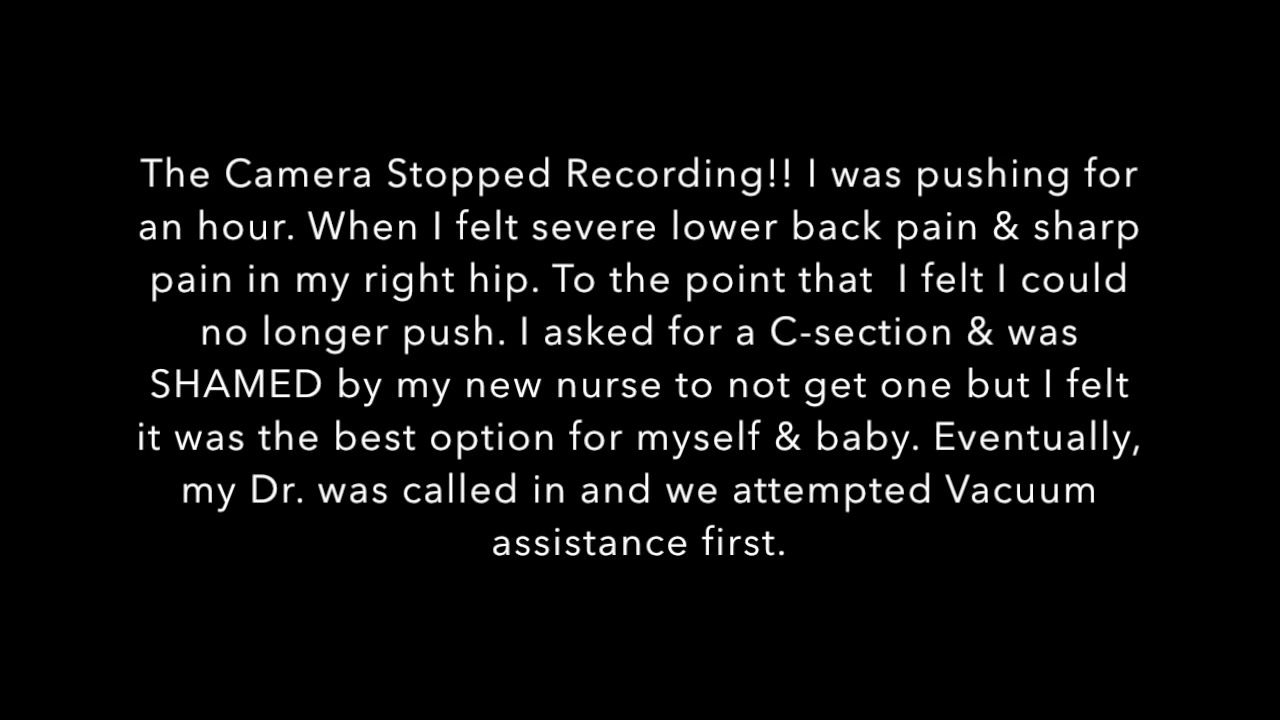 The Camera Stopped Recording!! I was pushing for
an hour. When I felt severe lower back pain & sharp
pain in my right hip. To the point that  I felt I could
no longer push. I asked for a C-section & was
SHAMED by my new nurse to not get one but I felt
it was the best option for myself & baby. Eventually,
my Dr. was called in and we attempted Vacuum
assistance first.